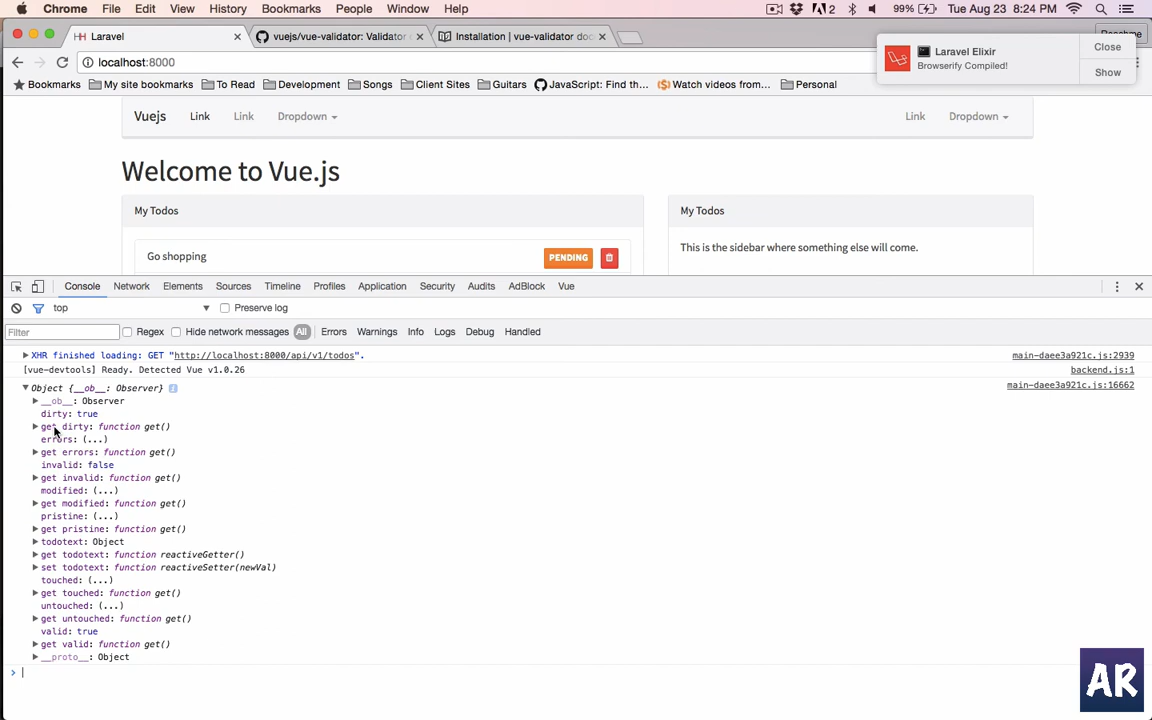 Chrome File Edit View History Bookmarks People Window Help 2 99% Tue Aug 23 8:24 PM
Laravel vuejs/vue-validator: Validator Installation | vue-validator doc
localhost:8000
Laravel Elixir
Browserify Compiled!
Close
Show
Bookmarks My site bookmarks To Read Development Songs Client Sites Guitars JavaScript: Find th... Watch videos from... Personal
Vuejs Link Link Dropdown Link Dropdown
Welcome to Vue.js
My Todos
Go shopping PENDING
My Todos
This is the sidebar where something else will come.
Console Network Elements Sources Timeline Profiles Application Security Audits AdBlock Vue
top Preserve log
Filter Regex Hide network messages All Errors Warnings Info Logs Debug Handled
XHR finished loading: GET "http://localhost:8000/api/v1/todos". main-daee3a921c.js:2939
[vue-devtools] Ready. Detected Vue v1.0.26 backend.js:1
Object {__ob__: Observer} main-daee3a921c.js:16662
__ob__: Observer
dirty: true
get dirty: function get()
errors: (...)
get errors: function get()
invalid: false
get invalid: function get()
modified: (...)
get modified: function get()
pristine: (...)
get pristine: function get()
todotext: Object
get todotext: function reactiveGetter()
set todotext: function reactiveSetter(newVal)
touched: (...)
get touched: function get()
untouched: (...)
get untouched: function get()
valid: true
get valid: function get()
__proto__: Object
>
AR